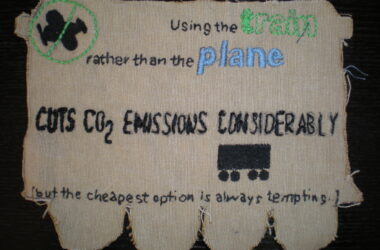 Using the train
rather than the plane
CUTS CO₂ EMISSIONS CONSIDERABLY
[but the cheapest option is always tempting.]